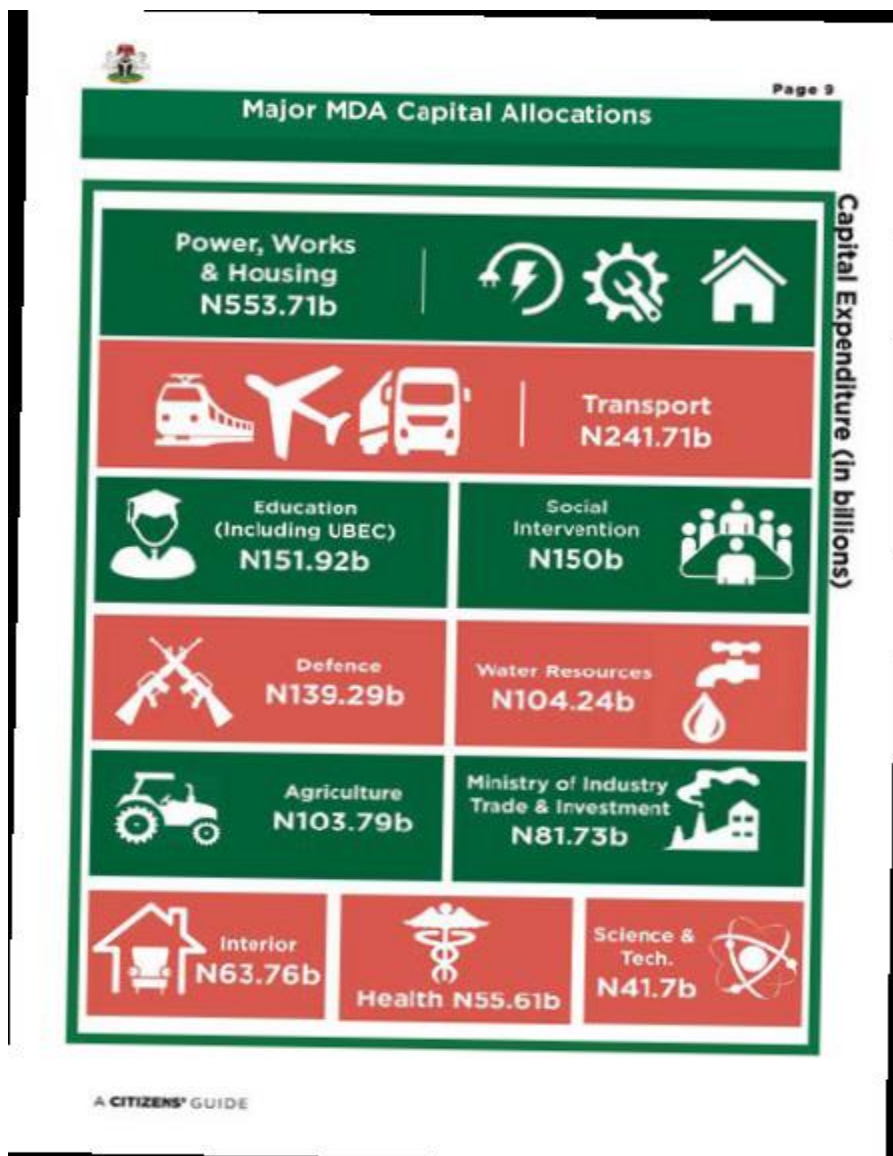 Page 9
Major MDA Capital Allocations
Capital Expenditure (in billions)
Power, Works
& Housing
N553.71b
Transport
N241.71b
Education
(Including UBEC)
N151.92b
Social
Intervention
N150b
Defence
N139.29b
Water Resources
N104.24b
Agriculture
N103.79b
Ministry of Industry
Trade & Investment
N81.73b
Interior
N63.76b
Health N55.61b
Science &
Tech.
N41.7b
A CITIZENS' GUIDE